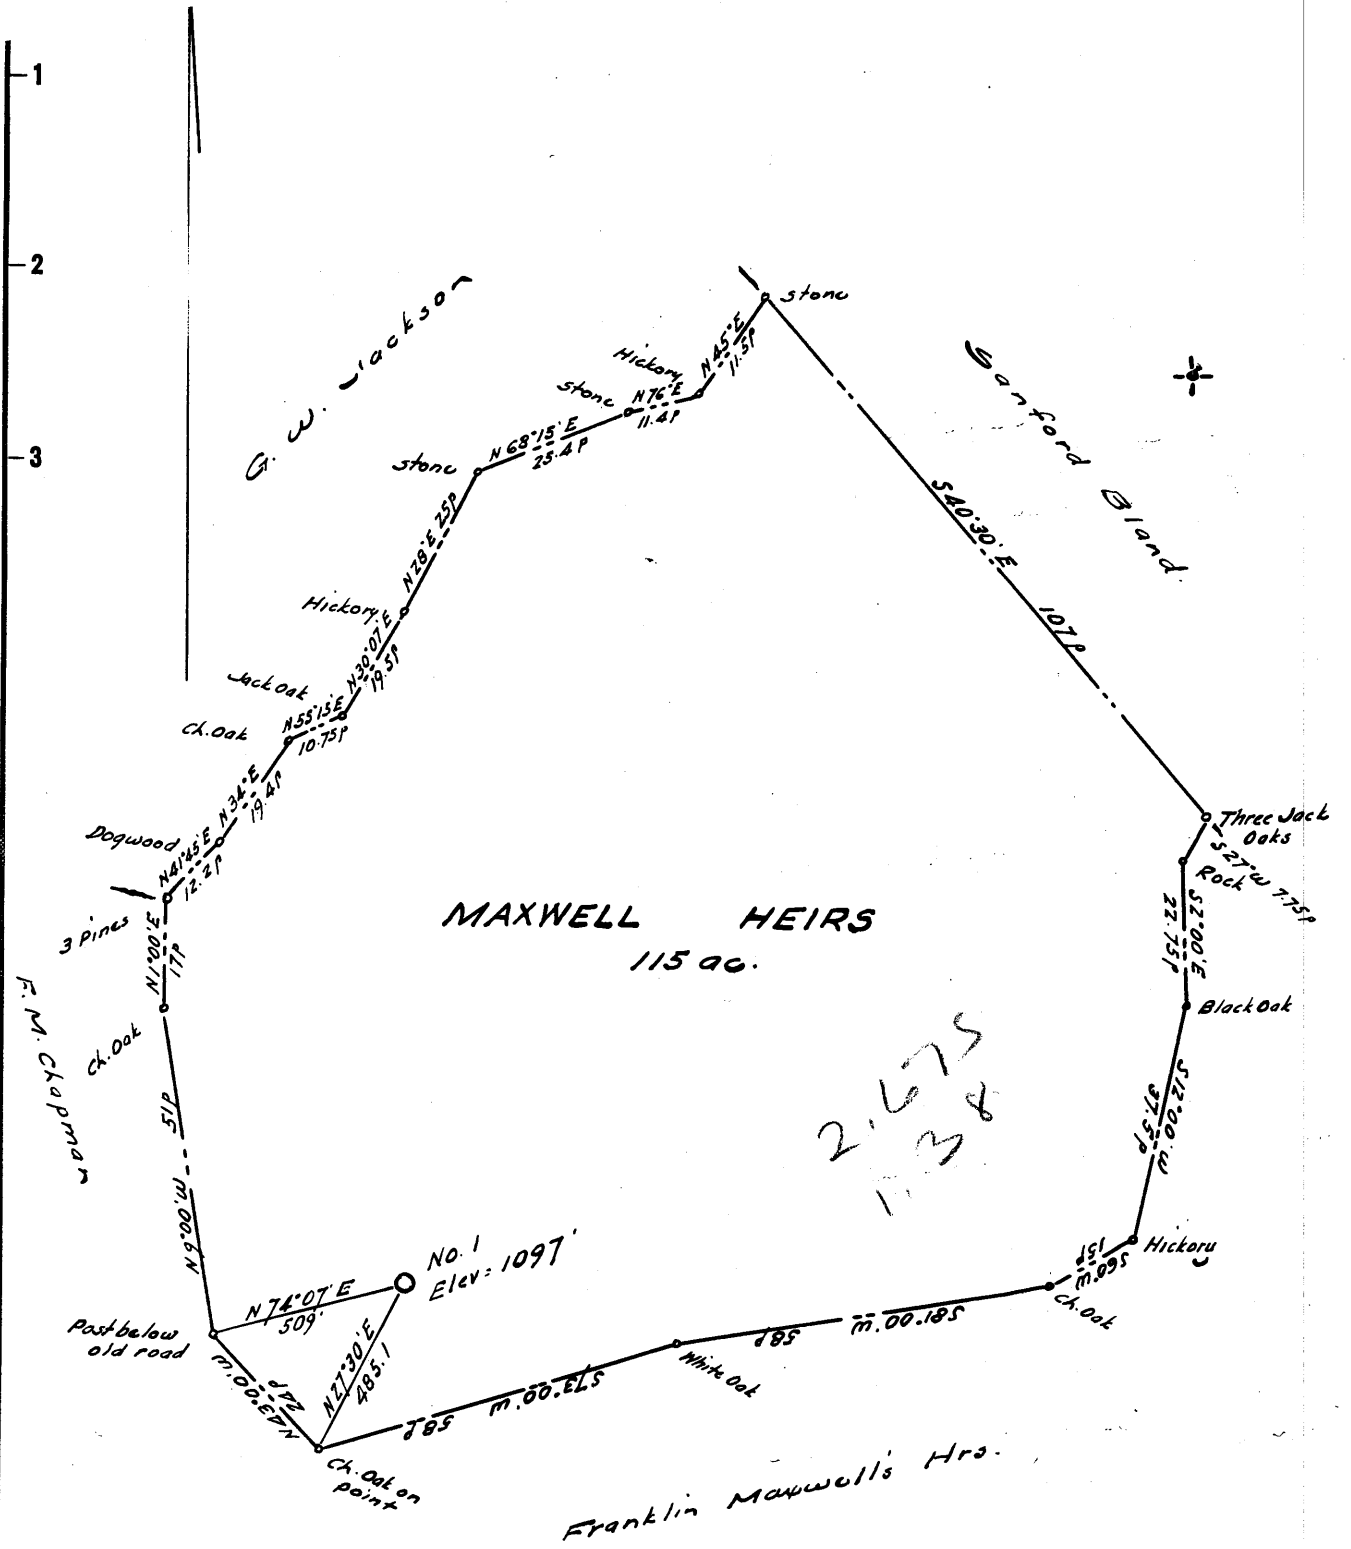 1
2
3
G. W. Jackson
Stone
Hickory
N 45° E
11.5P
Stone
N 76° E
11.4P
Stone
N 68° 15' E
25.4P
N 28° E 25P
Hickory
N 30° 07' E
19.5P
Jack Oak
N 55° 15' E
10.75P
Ch. Oak
N 34° E
19.4P
Dogwood
N 41° 45' E
12.2P
3 Pines
N 1° 00' E
17P
Ch. Oak
F. M. Chapman
N 9° 00' W 51P
Post below
old road
N 43° 00' W
24P
Ch. Oak on
point
N 74° 07' E
509'
N 27° 30' E
485.1
No. 1
Elev = 1097'
Sanford Bland
S 40° 30' E 107P
Three Jack
Oaks
S 27° W 7.75P
Rock
S 2° 00' E
22.75P
Black Oak
S 12° 00' W
37.5P
Hickory
S 60° W
15P
Ch. Oak
S 81° 00' W 58P
White Oak
S 73° 00' W 58P
MAXWELL HEIRS
115 ac.
2.675
1.38
Franklin Maxwell's Hrs.